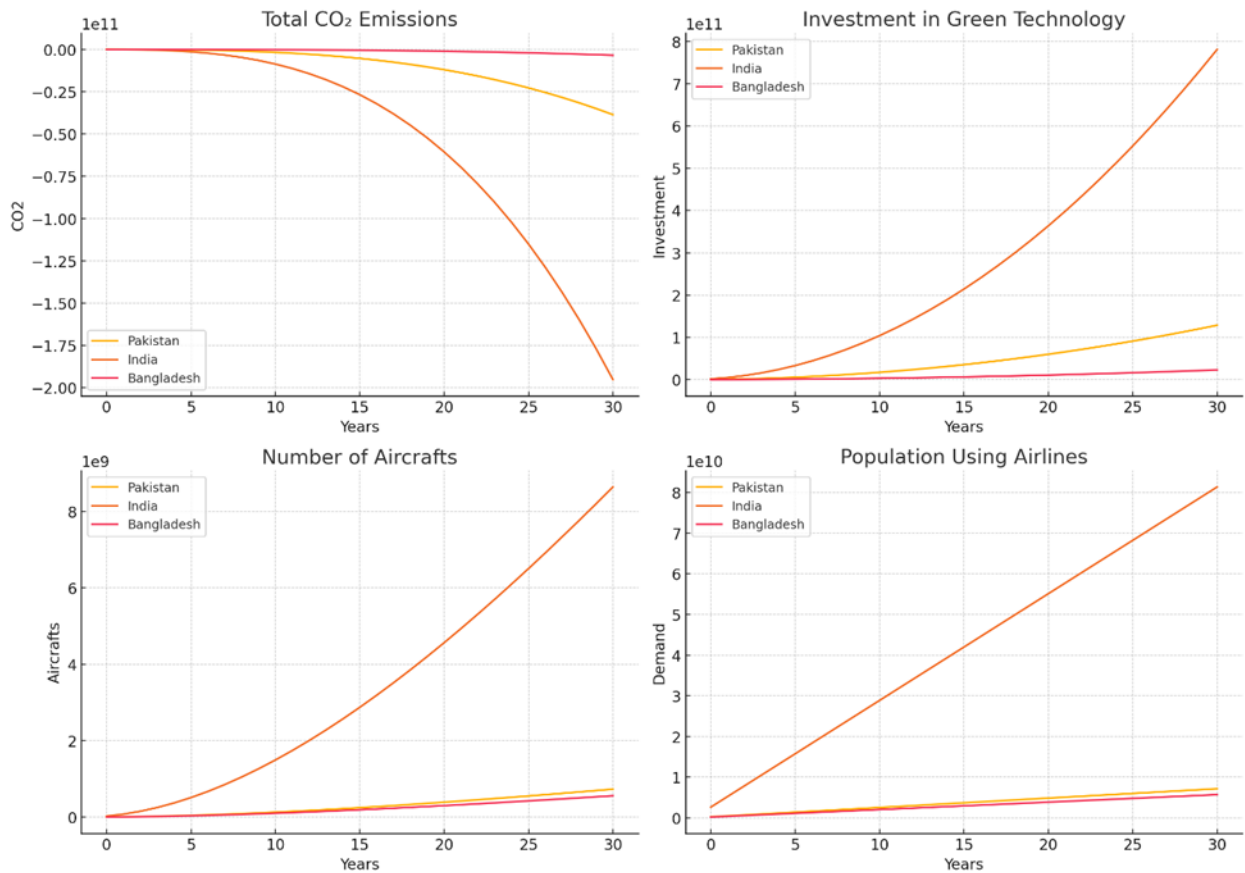 Total CO₂ Emissions
1e11
0.00
−0.25
−0.50
−0.75
−1.00
−1.25
−1.50
−1.75
−2.00
CO2
Pakistan
India
Bangladesh
0 5 10 15 20 25 30
Years
Investment in Green Technology
1e11
8
7
6
5
4
3
2
1
0
Investment
Pakistan
India
Bangladesh
0 5 10 15 20 25 30
Years
Number of Aircrafts
1e9
8
6
4
2
0
Aircrafts
Pakistan
India
Bangladesh
0 5 10 15 20 25 30
Years
Population Using Airlines
1e10
8
7
6
5
4
3
2
1
0
Demand
Pakistan
India
Bangladesh
0 5 10 15 20 25 30
Years